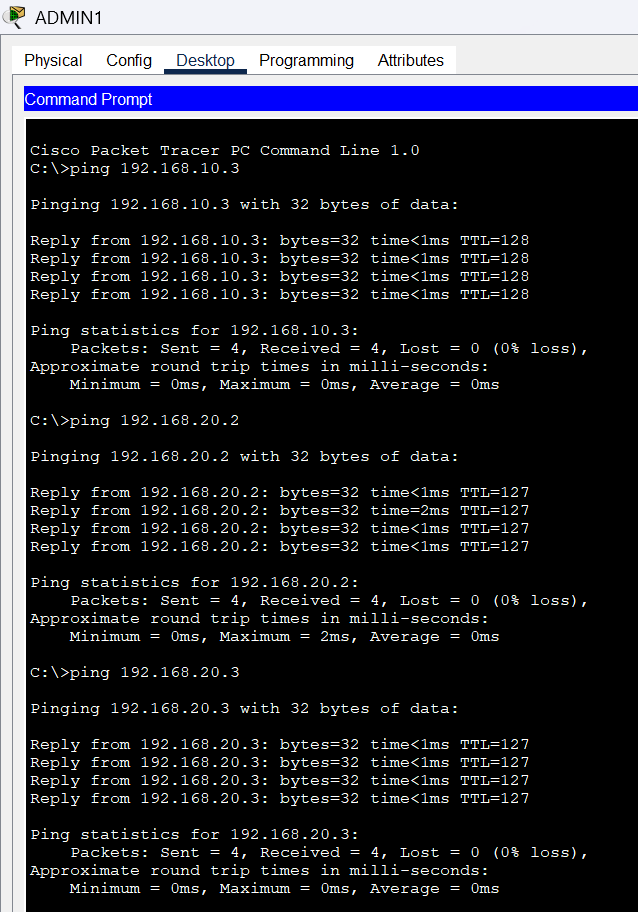 ADMIN1
Physical Config Desktop Programming Attributes
Command Prompt
Cisco Packet Tracer PC Command Line 1.0
C:\>ping 192.168.10.3
Pinging 192.168.10.3 with 32 bytes of data:
Reply from 192.168.10.3: bytes=32 time<1ms TTL=128
Reply from 192.168.10.3: bytes=32 time<1ms TTL=128
Reply from 192.168.10.3: bytes=32 time<1ms TTL=128
Reply from 192.168.10.3: bytes=32 time<1ms TTL=128
Ping statistics for 192.168.10.3:
    Packets: Sent = 4, Received = 4, Lost = 0 (0% loss),
Approximate round trip times in milli-seconds:
    Minimum = 0ms, Maximum = 0ms, Average = 0ms
C:\>ping 192.168.20.2
Pinging 192.168.20.2 with 32 bytes of data:
Reply from 192.168.20.2: bytes=32 time<1ms TTL=127
Reply from 192.168.20.2: bytes=32 time=2ms TTL=127
Reply from 192.168.20.2: bytes=32 time<1ms TTL=127
Reply from 192.168.20.2: bytes=32 time<1ms TTL=127
Ping statistics for 192.168.20.2:
    Packets: Sent = 4, Received = 4, Lost = 0 (0% loss),
Approximate round trip times in milli-seconds:
    Minimum = 0ms, Maximum = 2ms, Average = 0ms
C:\>ping 192.168.20.3
Pinging 192.168.20.3 with 32 bytes of data:
Reply from 192.168.20.3: bytes=32 time<1ms TTL=127
Reply from 192.168.20.3: bytes=32 time<1ms TTL=127
Reply from 192.168.20.3: bytes=32 time<1ms TTL=127
Reply from 192.168.20.3: bytes=32 time<1ms TTL=127
Ping statistics for 192.168.20.3:
    Packets: Sent = 4, Received = 4, Lost = 0 (0% loss),
Approximate round trip times in milli-seconds:
    Minimum = 0ms, Maximum = 0ms, Average = 0ms